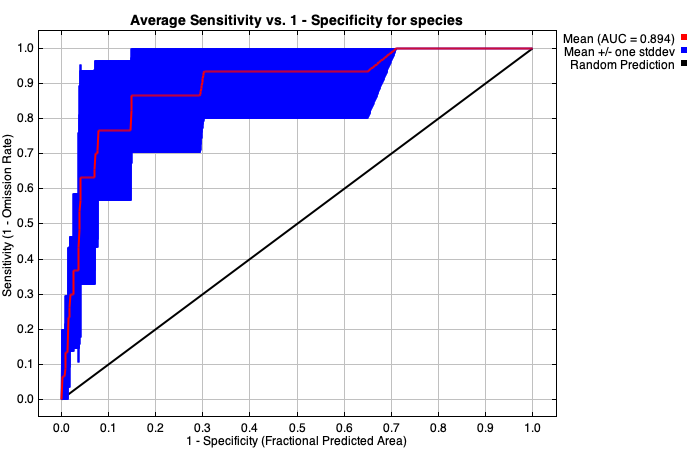 Average Sensitivity vs. 1 - Specificity for species
Mean (AUC = 0.894)
Mean +/- one stddev
Random Prediction
Sensitivity (1 - Omission Rate)
1.0
0.9
0.8
0.7
0.6
0.5
0.4
0.3
0.2
0.1
0.0
0.0 0.1 0.2 0.3 0.4 0.5 0.6 0.7 0.8 0.9 1.0
1 - Specificity (Fractional Predicted Area)